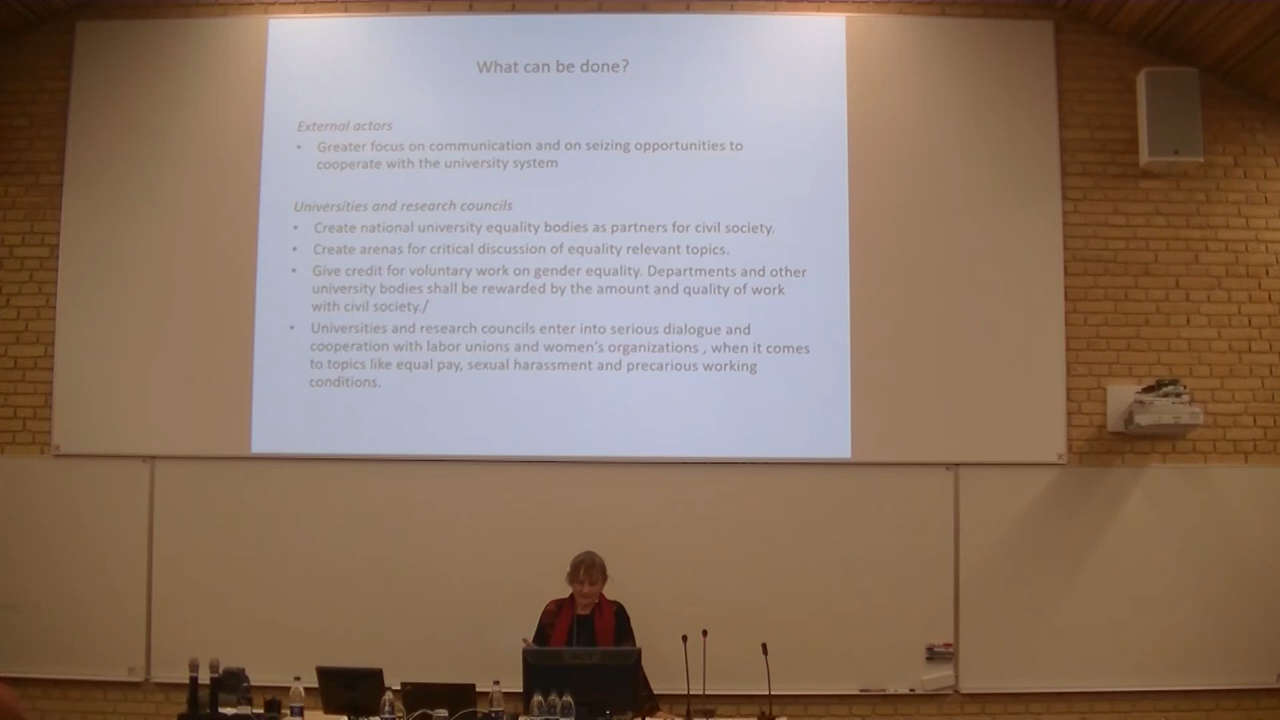 What can be done?
External actors
• Greater focus on communication and on seizing opportunities to
cooperate with the university system
Universities and research councils
• Create national university equality bodies as partners for civil society.
• Create arenas for critical discussion of equality relevant topics.
• Give credit for voluntary work on gender equality. Departments and other
university bodies shall be rewarded by the amount and quality of work
with civil society./
• Universities and research councils enter into serious dialogue and
cooperation with labor unions and women's organizations , when it comes
to topics like equal pay, sexual harassment and precarious working
conditions.
acer